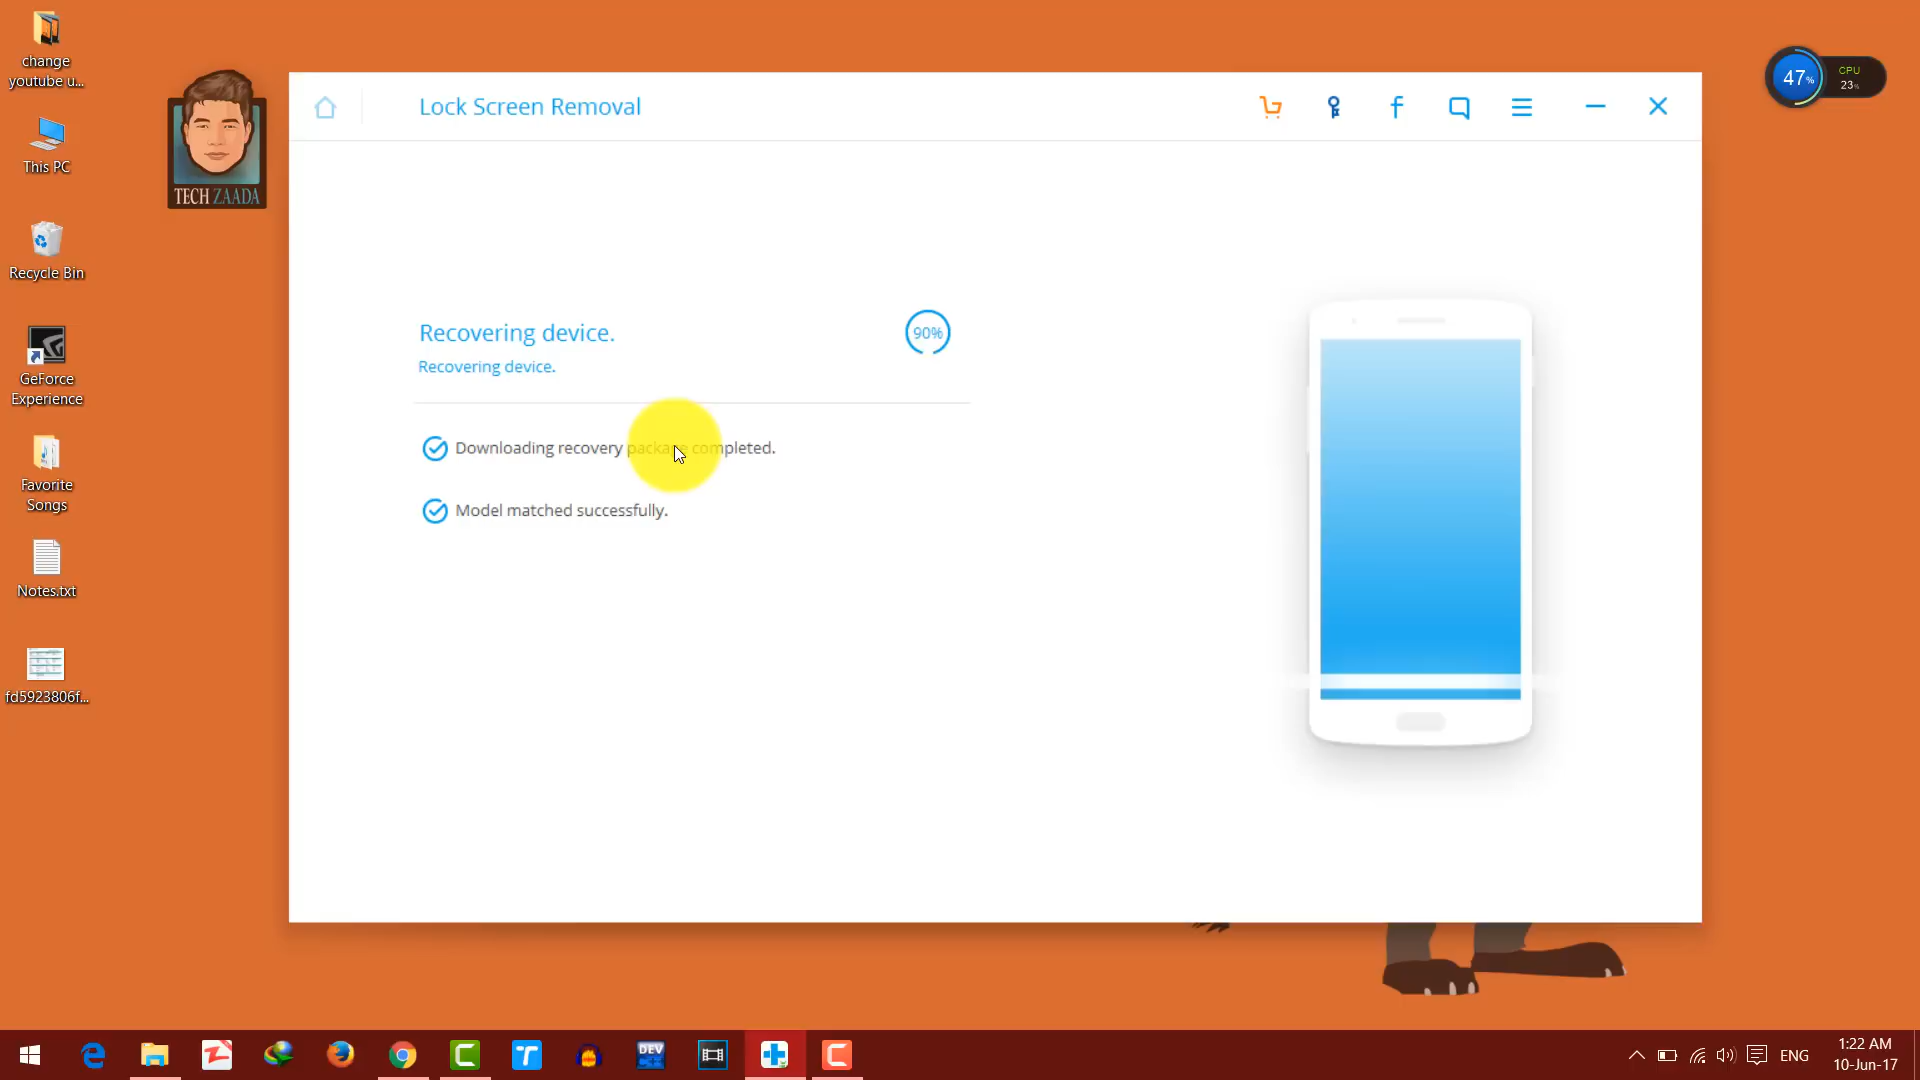 change
youtube u...
This PC
Recycle Bin
GeForce
Experience
Favorite
Songs
Notes.txt
fd5923806f...
TECH ZAADA
Lock Screen Removal
Recovering device.
90%
Recovering device.
Downloading recovery package completed.
Model matched successfully.
47%
CPU
23%
DEV
ENG
1:22 AM
10-Jun-17